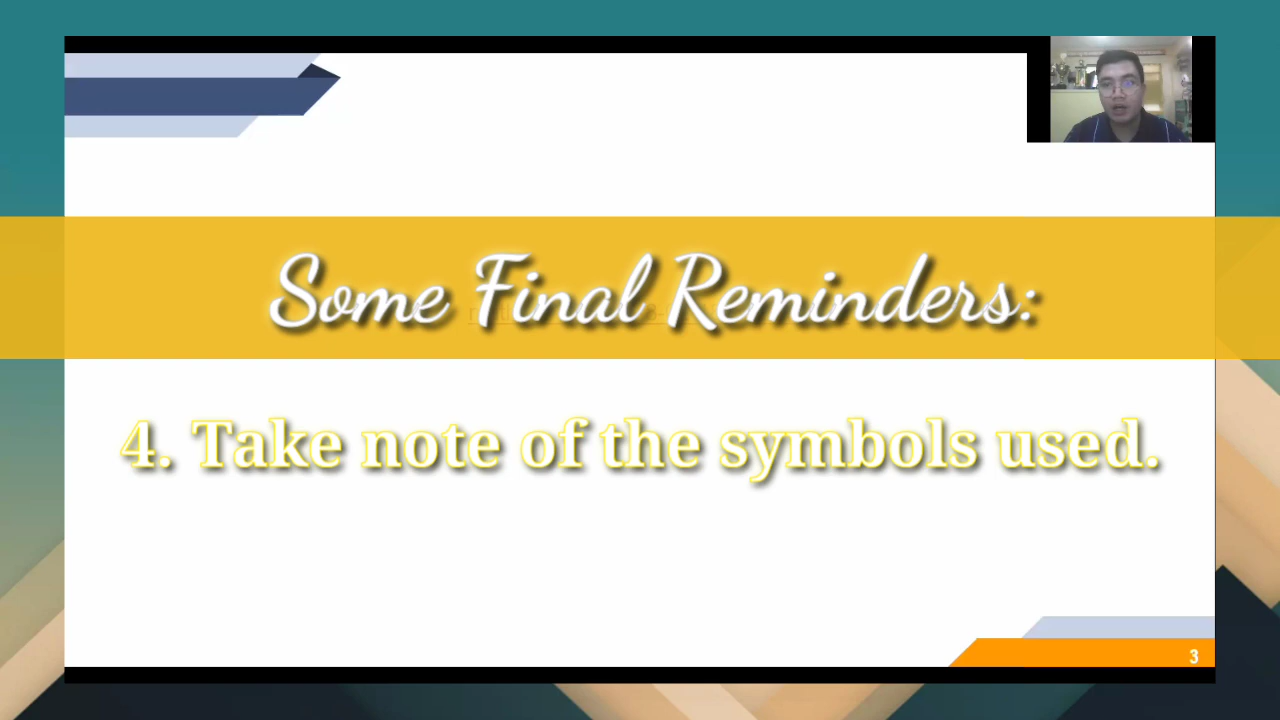 Some Final Reminders:
4. Take note of the symbols used.
3